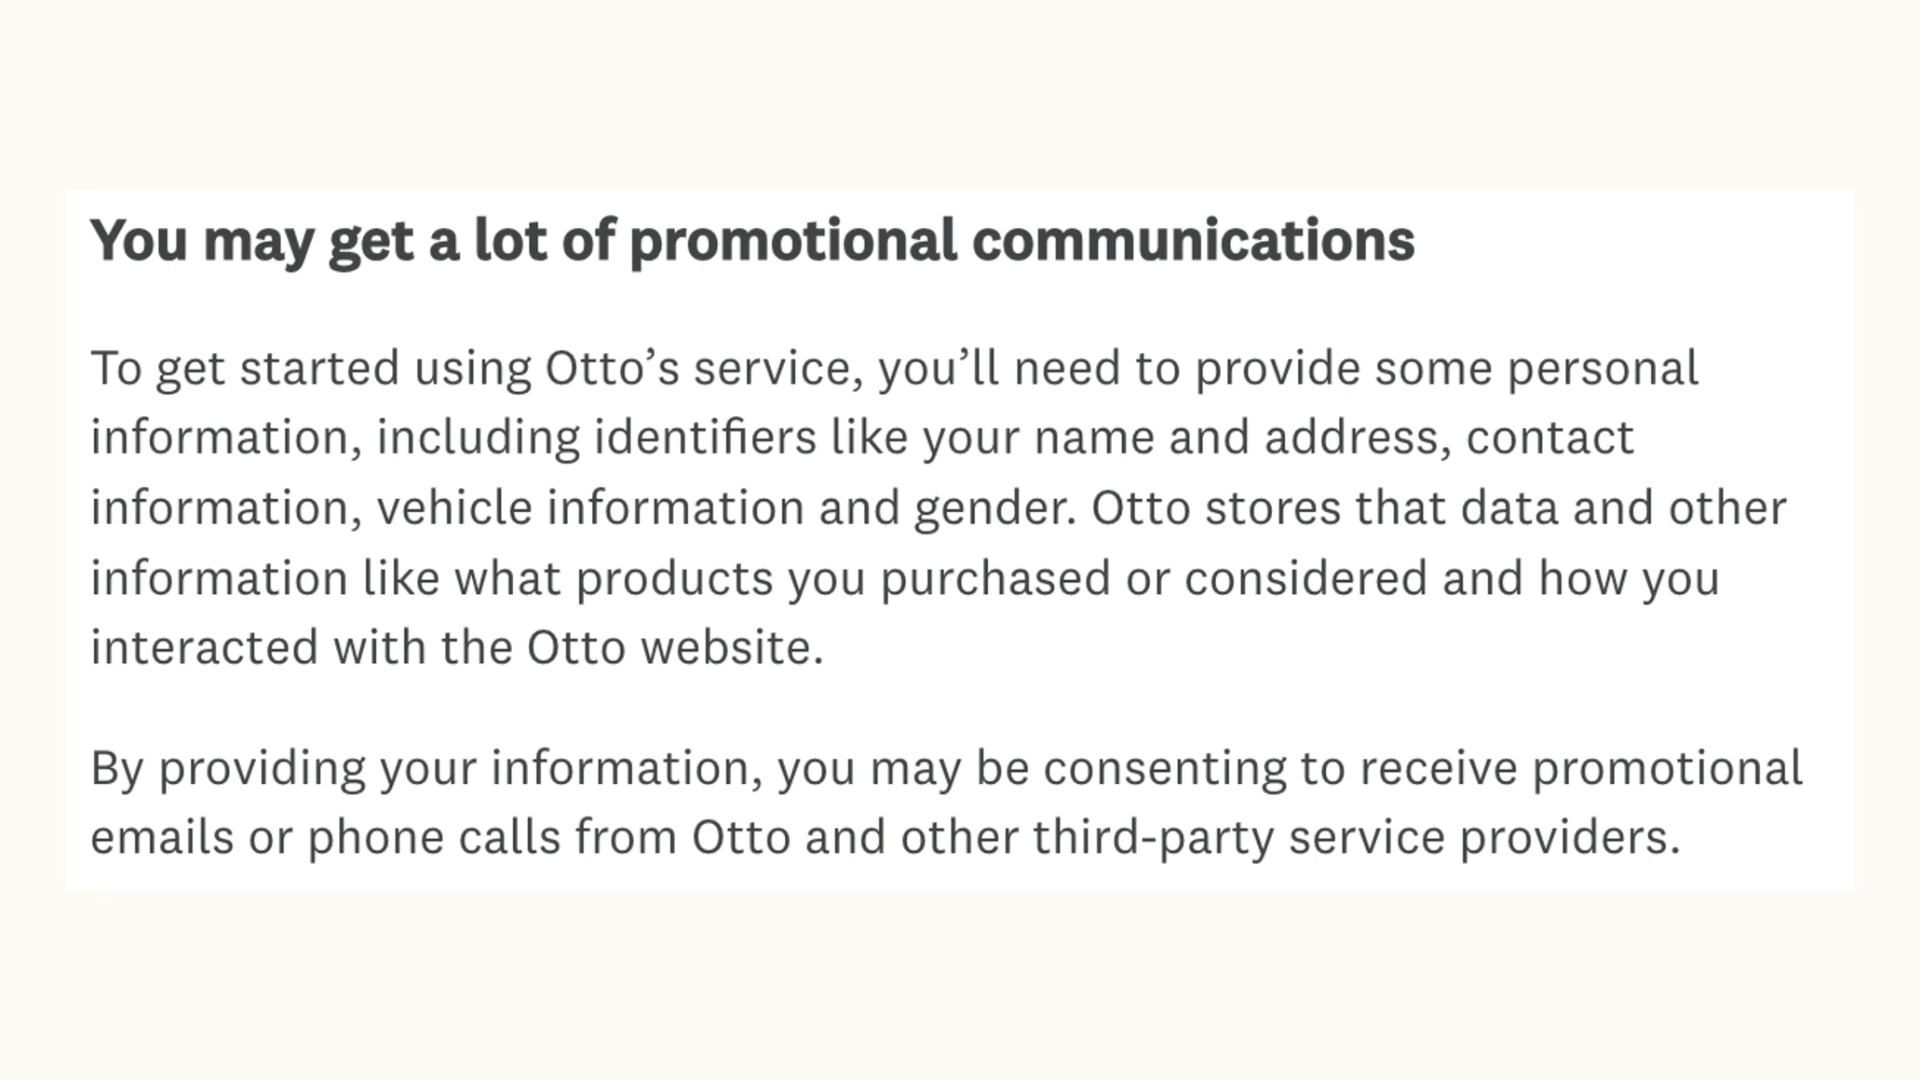 You may get a lot of promotional communications
To get started using Otto’s service, you’ll need to provide some personal
information, including identifiers like your name and address, contact
information, vehicle information and gender. Otto stores that data and other
information like what products you purchased or considered and how you
interacted with the Otto website.
By providing your information, you may be consenting to receive promotional
emails or phone calls from Otto and other third-party service providers.